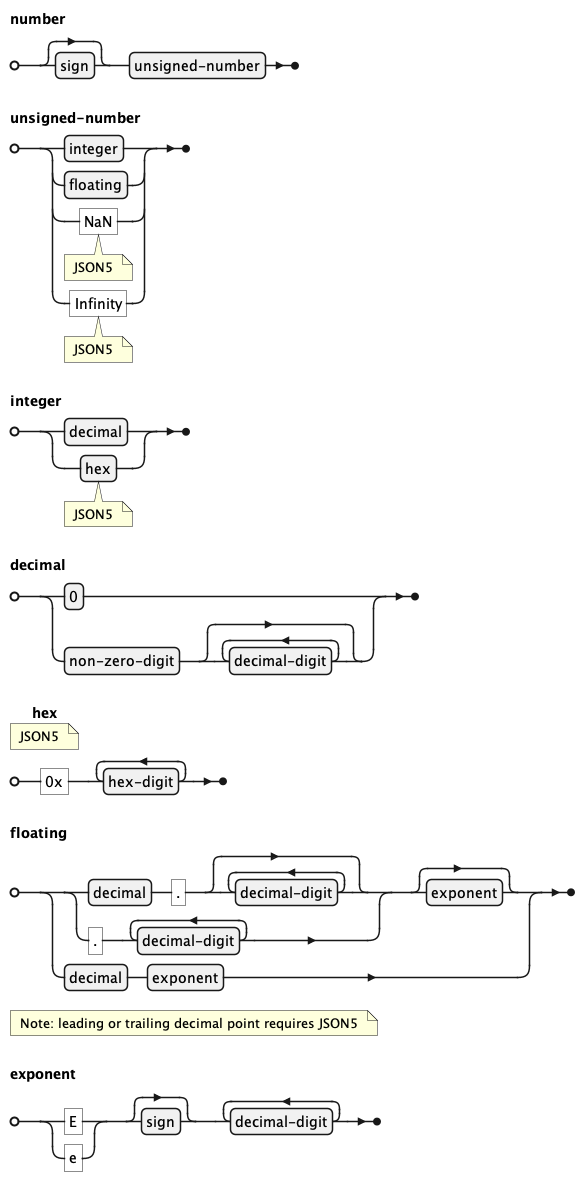 number
sign unsigned-number
unsigned-number
integer
floating
NaN
JSON5
Infinity
JSON5
integer
decimal
hex
JSON5
decimal
0
non-zero-digit decimal-digit
hex
JSON5
0x hex-digit
floating
decimal . decimal-digit exponent
. decimal-digit
decimal exponent
Note: leading or trailing decimal point requires JSON5
exponent
E sign decimal-digit
e